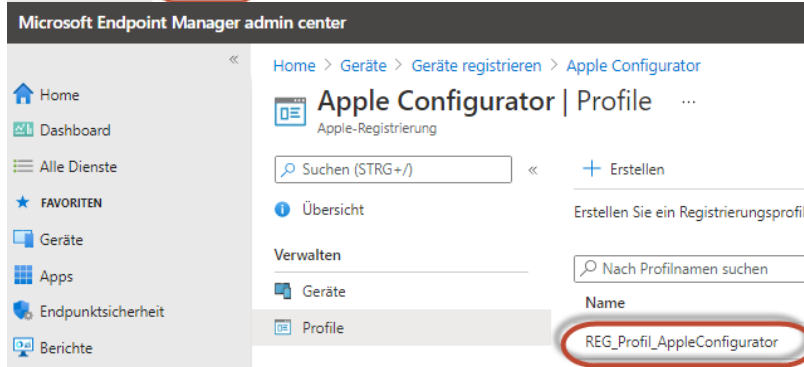 Microsoft Endpoint Manager admin center
«
Home > Geräte > Geräte registrieren > Apple Configurator
Home
Dashboard
Alle Dienste
FAVORITEN
Geräte
Apps
Endpunktsicherheit
Berichte
Apple Configurator | Profile ...
Apple-Registrierung
Suchen (STRG+/)
«
Übersicht
Verwalten
Geräte
Profile
+ Erstellen
Erstellen Sie ein Registrierungsprofil
Nach Profilnamen suchen
Name
REG_Profil_AppleConfigurator